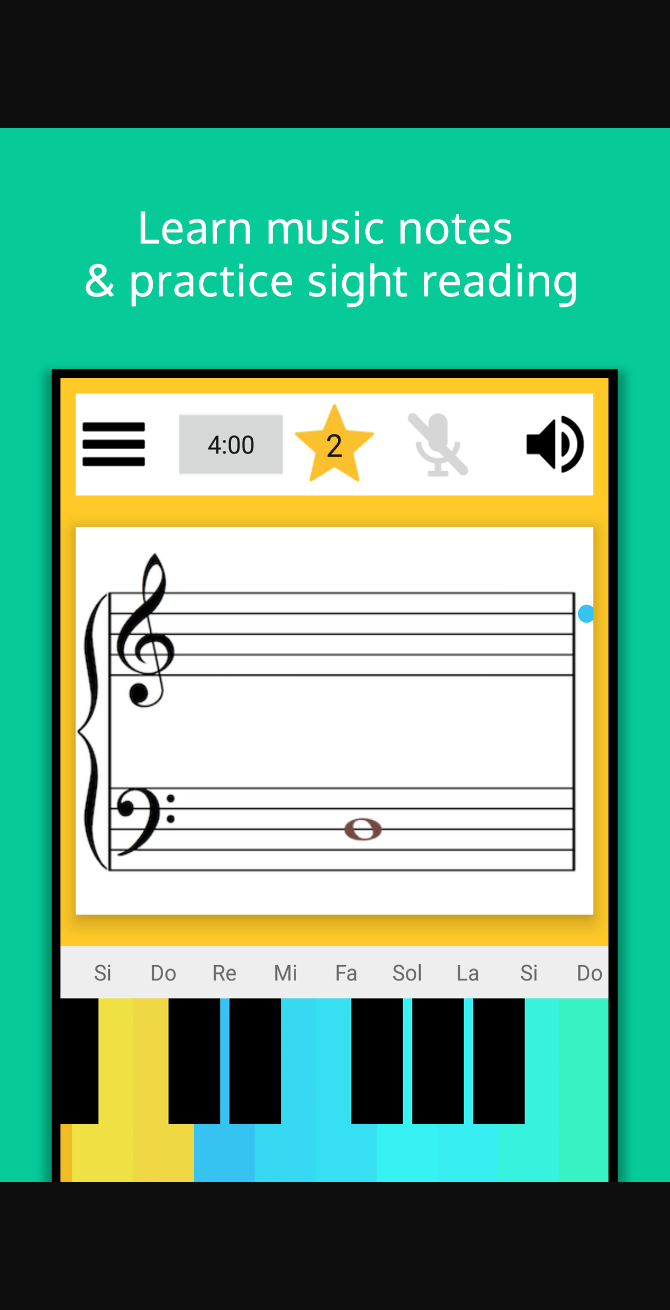 Learn music notes
& practice sight reading
4:00
2
Si Do Re Mi Fa Sol La Si Do